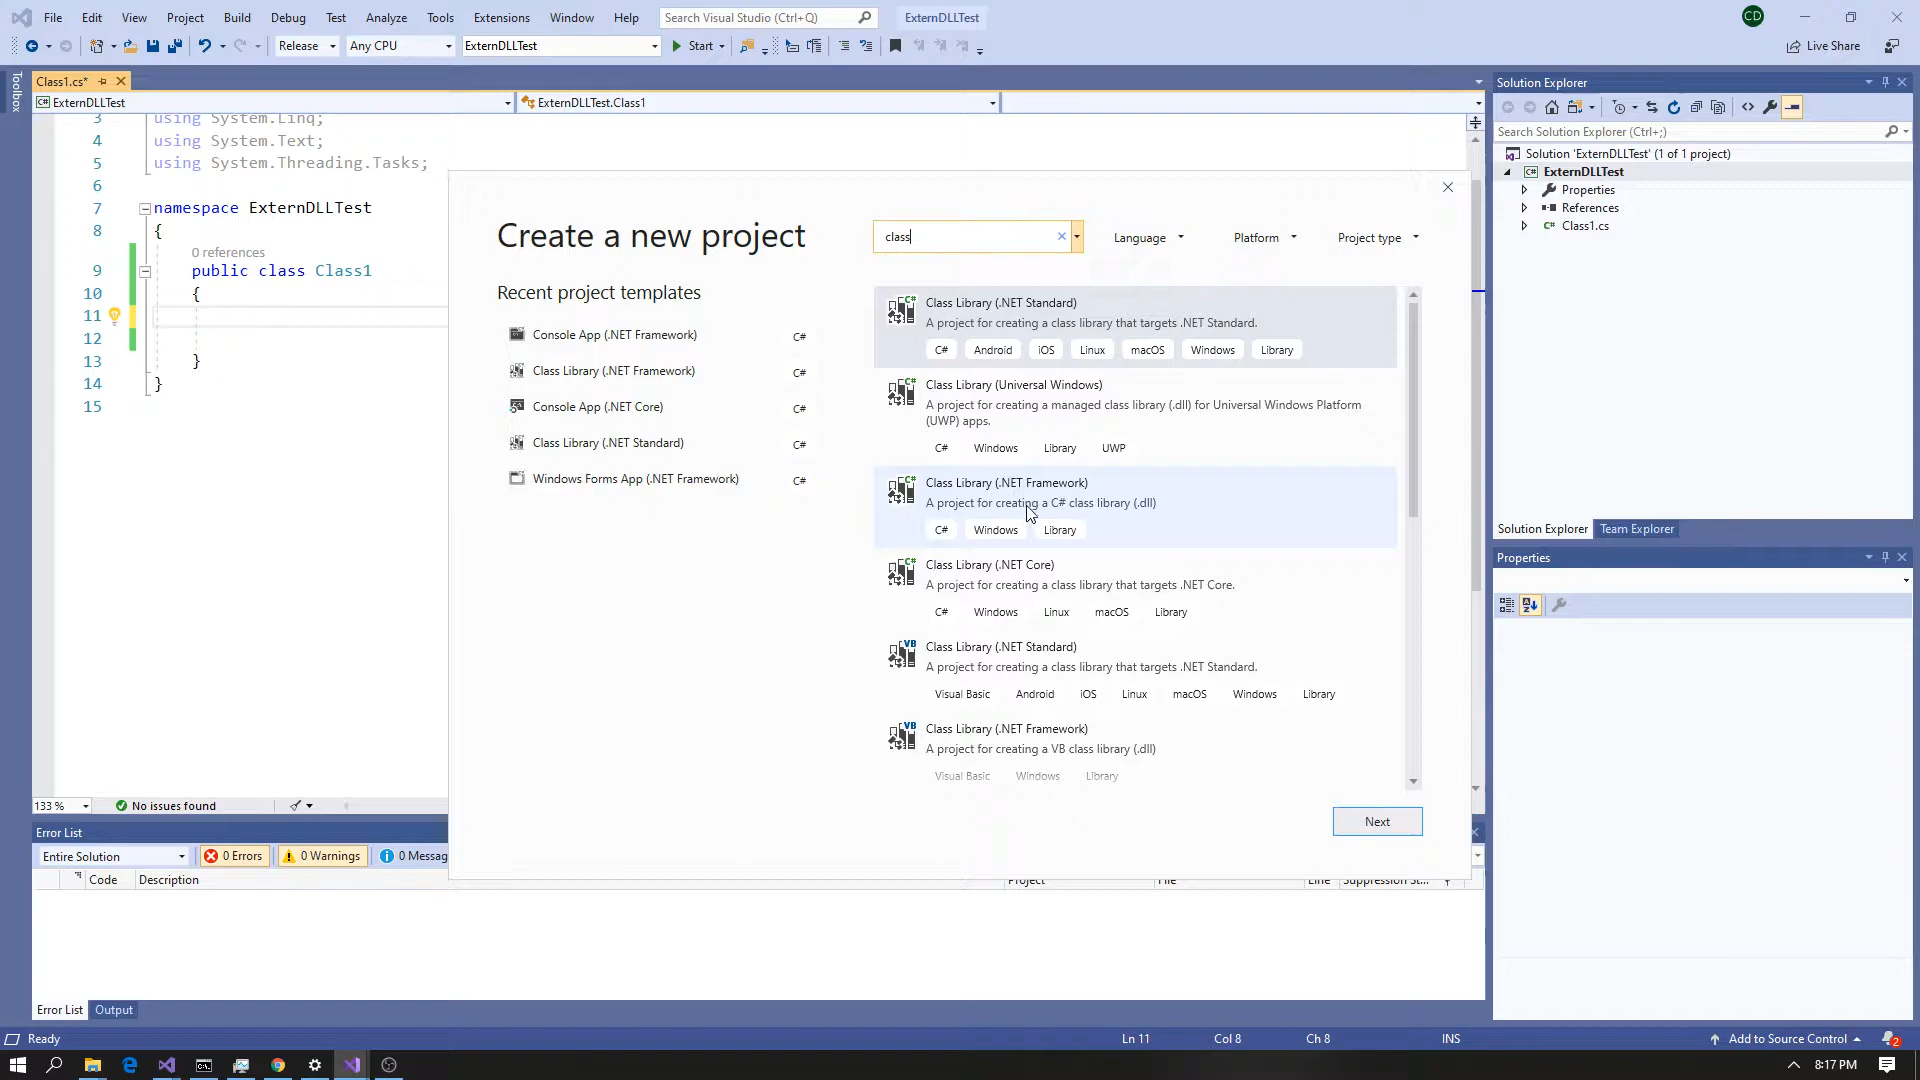 File Edit View Project Build Debug Test Analyze Tools Extensions Window Help Search Visual Studio (Ctrl+Q) ExternDLLTest CD
Release Any CPU ExternDLLTest Start Live Share
Toolbox
Class1.cs*
ExternDLLTest ExternDLLTest.Class1
3 using System.Linq;
4 using System.Text;
5 using System.Threading.Tasks;
6
7 namespace ExternDLLTest
8 {
0 references
9 public class Class1
10 {
11
12
13 }
14 }
15
133 % No issues found
Create a new project
class
Language Platform Project type
Recent project templates
Console App (.NET Framework) C#
Class Library (.NET Framework) C#
Console App (.NET Core) C#
Class Library (.NET Standard) C#
Windows Forms App (.NET Framework) C#
Class Library (.NET Standard)
A project for creating a class library that targets .NET Standard.
C# Android iOS Linux macOS Windows Library
Class Library (Universal Windows)
A project for creating a managed class library (.dll) for Universal Windows Platform
(UWP) apps.
C# Windows Library UWP
Class Library (.NET Framework)
A project for creating a C# class library (.dll)
C# Windows Library
Class Library (.NET Core)
A project for creating a class library that targets .NET Core.
C# Windows Linux macOS Library
Class Library (.NET Standard)
A project for creating a class library that targets .NET Standard.
Visual Basic Android iOS Linux macOS Windows Library
Class Library (.NET Framework)
A project for creating a VB class library (.dll)
Visual Basic Windows Library
Next
Solution Explorer
Search Solution Explorer (Ctrl+;)
Solution 'ExternDLLTest' (1 of 1 project)
ExternDLLTest
Properties
References
C# Class1.cs
Solution Explorer Team Explorer
Properties
Error List
Entire Solution 0 Errors 0 Warnings 0 Messag
Code Description Project File Line Suppression St...
Error List Output
Ready Ln 11 Col 8 Ch 8 INS Add to Source Control 2
8:17 PM